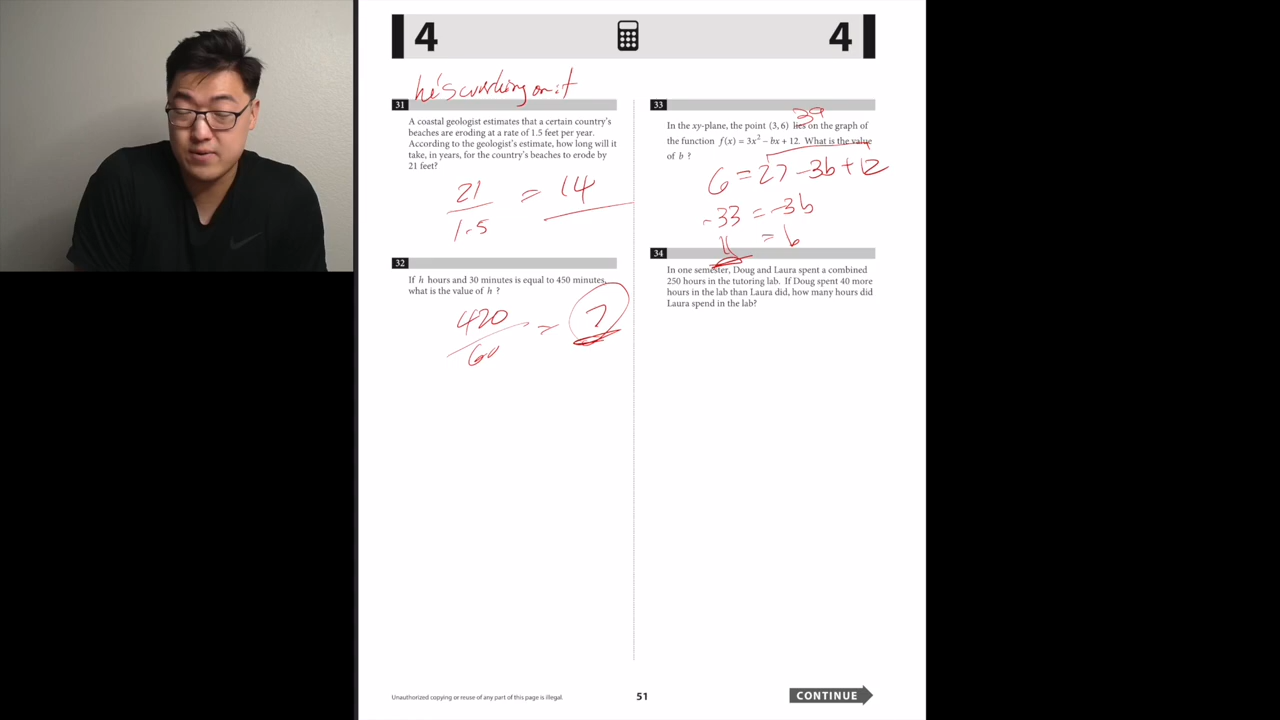 4
4
he's working on it
31
A coastal geologist estimates that a certain country's
beaches are eroding at a rate of 1.5 feet per year.
According to the geologist's estimate, how long will it
take, in years, for the country's beaches to erode by
21 feet?
21
1.5
= 14
32
If h hours and 30 minutes is equal to 450 minutes,
what is the value of h ?
420
60
= 7
33
39
In the xy-plane, the point (3, 6) lies on the graph of
the function f(x) = 3x² − bx + 12. What is the value
of b ?
6 = 27 -3b + 12
-33 = -3b
11 = b
34
In one semester, Doug and Laura spent a combined
250 hours in the tutoring lab. If Doug spent 40 more
hours in the lab than Laura did, how many hours did
Laura spend in the lab?
Unauthorized copying or reuse of any part of this page is illegal.
51
CONTINUE